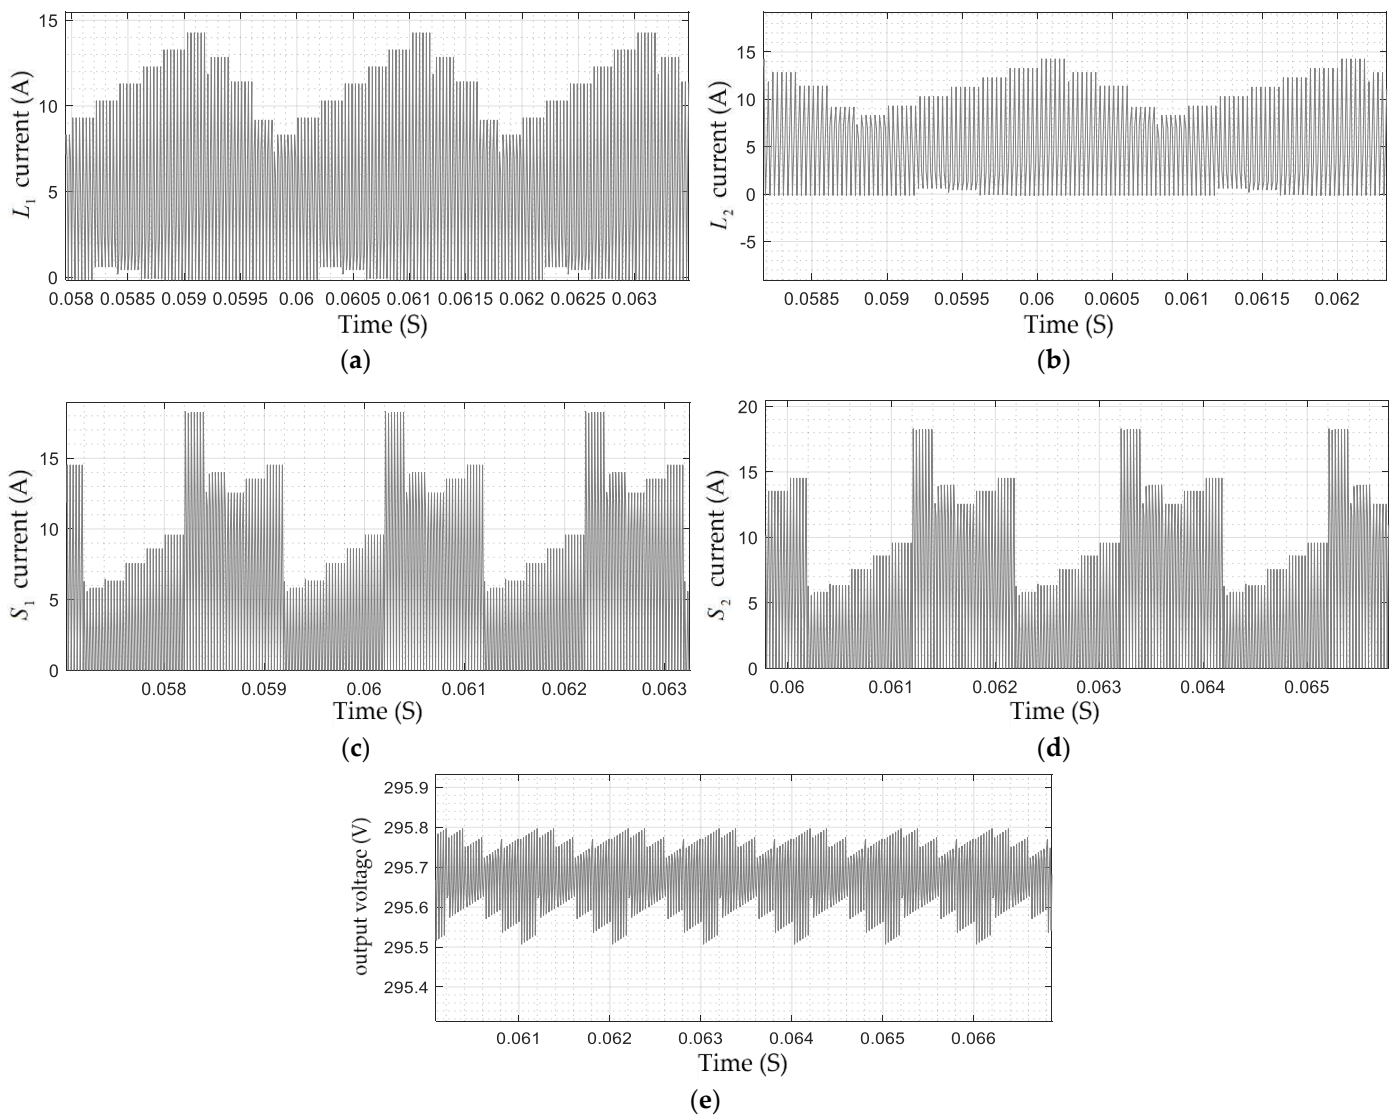 15
10
5
0
L1 current (A)
0.058 0.0585 0.059 0.0595 0.06 0.0605 0.061 0.0615 0.062 0.0625 0.063
Time (S)
(a)
15
10
5
0
-5
L2 current (A)
0.0585 0.059 0.0595 0.06 0.0605 0.061 0.0615 0.062
Time (S)
(b)
15
10
5
0
S1 current (A)
0.058 0.059 0.06 0.061 0.062 0.063
Time (S)
(c)
20
15
10
5
0
S2 current (A)
0.06 0.061 0.062 0.063 0.064 0.065
Time (S)
(d)
295.9
295.8
295.7
295.6
295.5
295.4
output voltage (V)
0.061 0.062 0.063 0.064 0.065 0.066
Time (S)
(e)